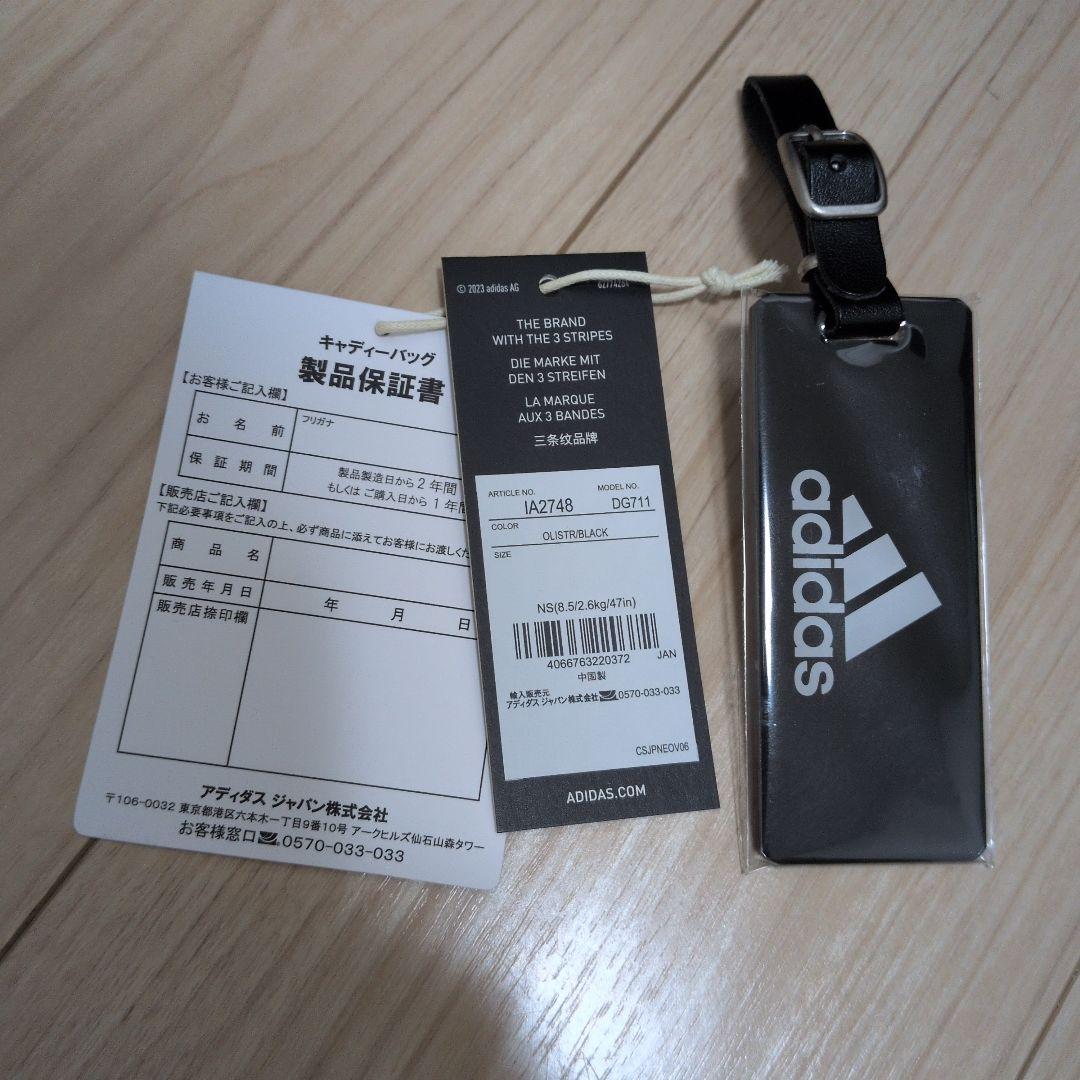 キャディーバッグ
製品保証書
【お客様ご記入欄】
お名前
フリガナ
保証期間
製品製造日から2年間
もしくは ご購入日から1年間
【販売店ご記入欄】
下記必要事項をご記入の上、必ず商品に添えてお客様にお渡しくだ
商品名
販売年月日
年 月 日
販売店捺印欄
アディダス ジャパン株式会社
〒106-0032 東京都港区六本木一丁目9番10号 アークヒルズ仙石山森タワー
お客様窓口 0570-033-033
© 2023 adidas AG
THE BRAND
WITH THE 3 STRIPES
DIE MARKE MIT
DEN 3 STREIFEN
LA MARQUE
AUX 3 BANDES
三条纹品牌
ARTICLE NO. MODEL NO.
IA2748 DG711
COLOR
OLISTR/BLACK
SIZE
NS(8.5/2.6kg/47in)
4066763220372 JAN
中国製
輸入販売元
アディダス ジャパン株式会社 0570-033-033
CSJPNEOV06
ADIDAS.COM
adidas